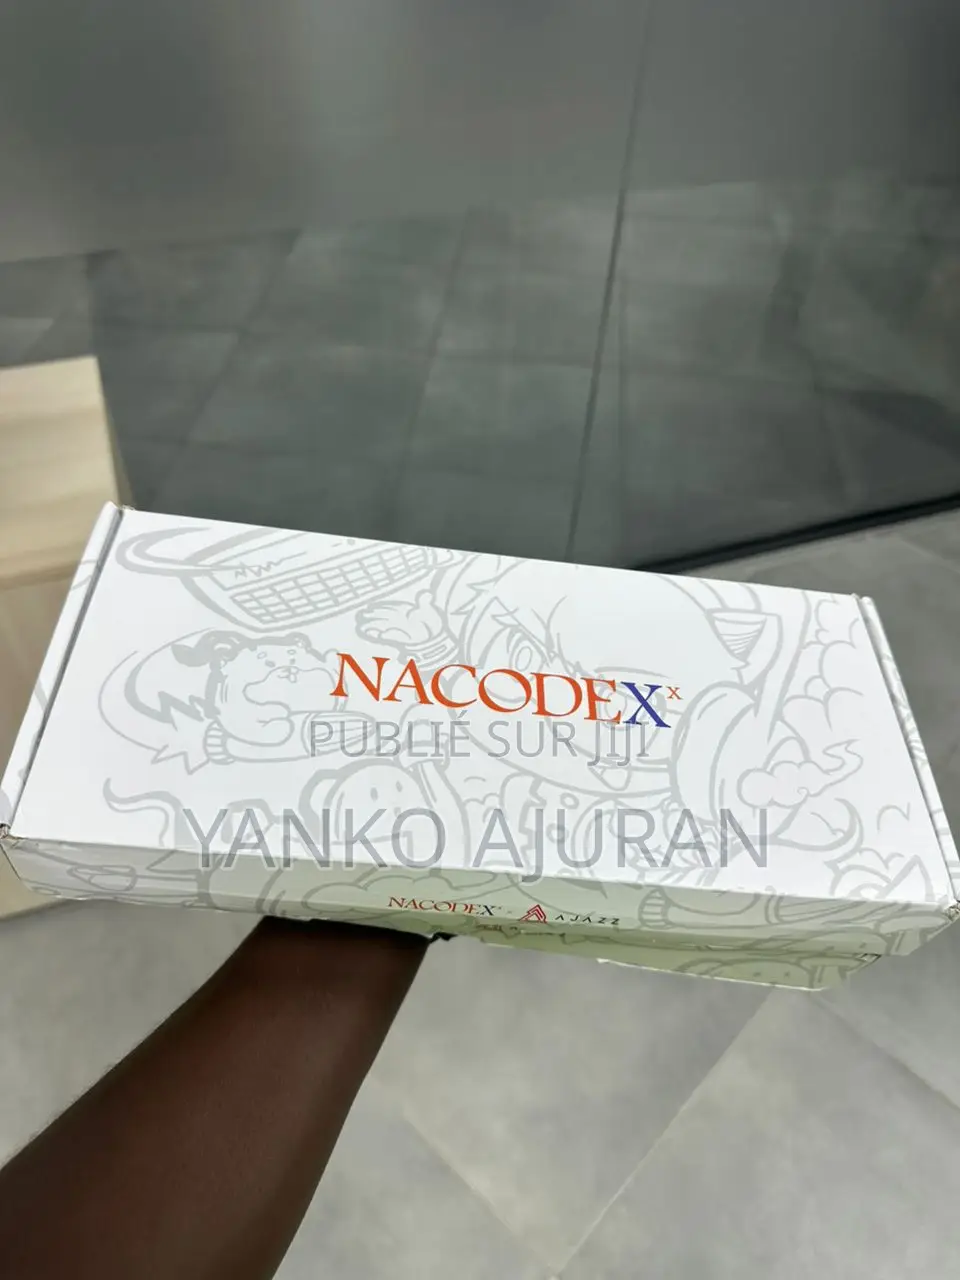 NACODEX x
PUBLIÉ SUR JIJI
YANKO AJURAN
NACODEX x AJAZZ